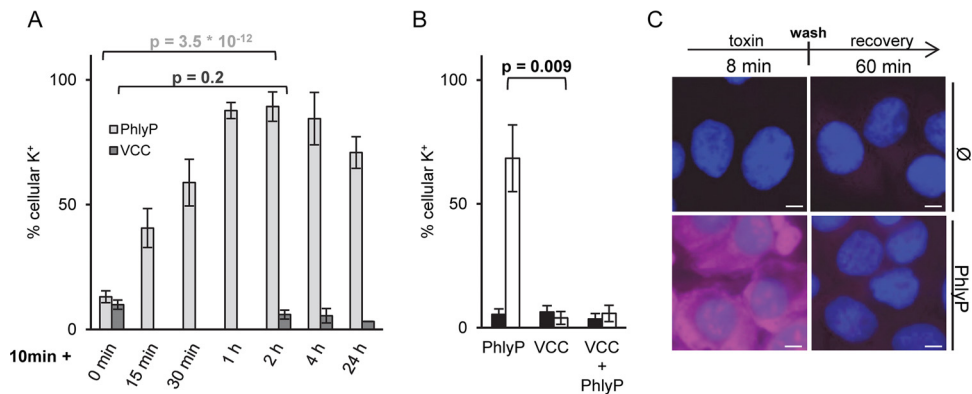 A
p = 3.5 * 10-12
p = 0.2
100
50
0
% cellular K+
PhlyP
VCC
10min +
0 min
15 min
30 min
1 h
2 h
4 h
24 h
B
p = 0.009
100
50
0
% cellular K+
PhlyP
VCC
VCC
+
PhlyP
C
toxin
wash
recovery
8 min
60 min
Ø
PhlyP